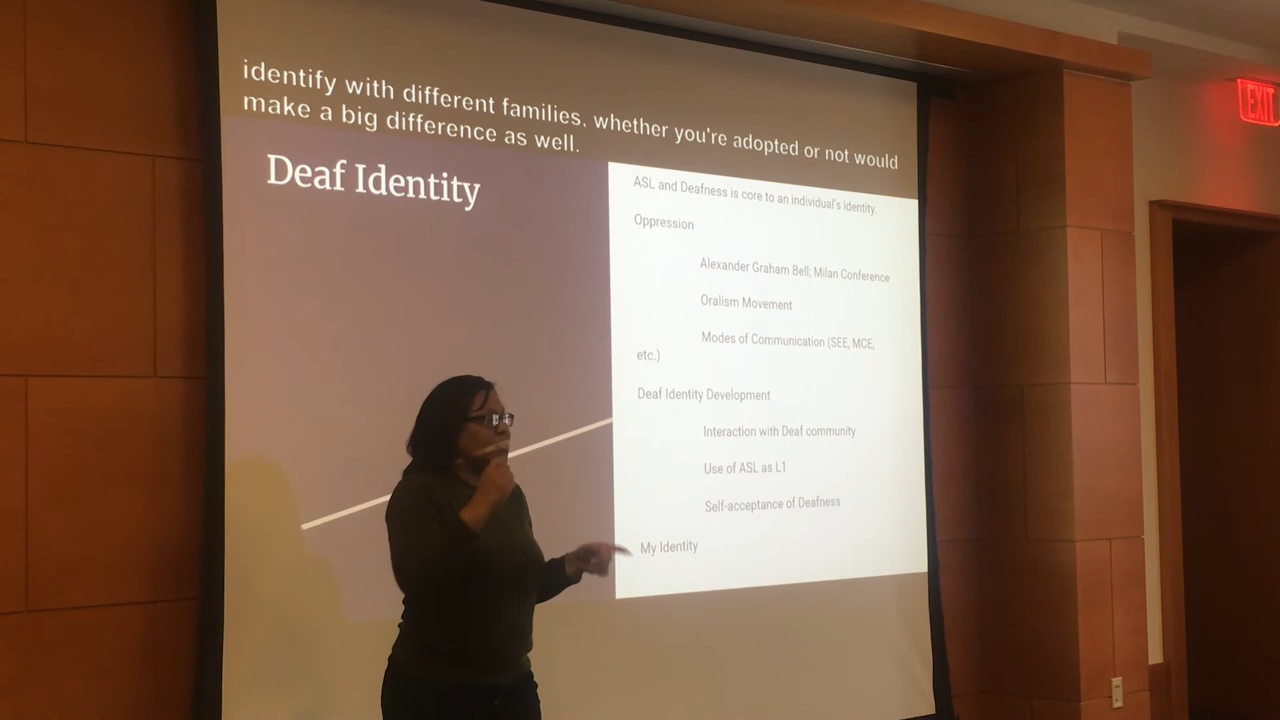 identify with different families, whether you're adopted or not would
make a big difference as well.
Deaf Identity
ASL and Deafness is core to an individual's identity.
Oppression
Alexander Graham Bell; Milan Conference
Oralism Movement
Modes of Communication (SEE, MCE,
etc.)
Deaf Identity Development
Interaction with Deaf community
Use of ASL as L1
Self-acceptance of Deafness
My Identity
EXIT